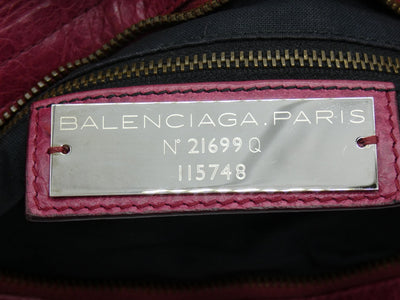 BALENCIAGA.PARIS
N° 21699 Q
115748